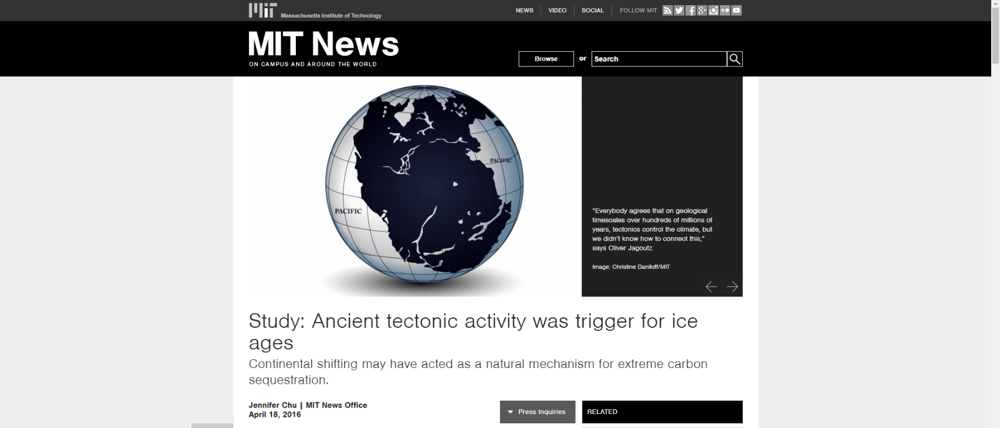 MIT
Massachusetts Institute of Technology
NEWS
VIDEO
SOCIAL
FOLLOW MIT
MIT News
ON CAMPUS AND AROUND THE WORLD
Browse
or
Search
PACIFIC
PACIFIC
“Everybody agrees that on geological
timescales over hundreds of millions of
years, tectonics control the climate, but
we didn’t know how to connect this,”
says Oliver Jagoutz.
Image: Christine Daniloff/MIT
Study: Ancient tectonic activity was trigger for ice
ages
Continental shifting may have acted as a natural mechanism for extreme carbon
sequestration.
Jennifer Chu | MIT News Office
April 18, 2016
Press Inquiries
RELATED